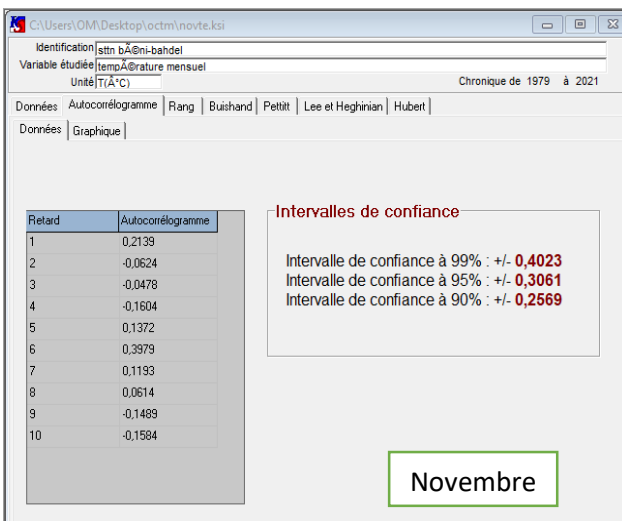 C:\Users\OM\Desktop\octm\novte.ksi
Identification sttn bÃ©ni-bahdel
Variable étudiée tempÃ©rature mensuel
Unité T(Â°C) Chronique de 1979 à 2021
Données Autocorrélogramme Rang Buishand Pettitt Lee et Heghinian Hubert
Données Graphique
Retard Autocorrélogramme
1 0,2139
2 -0,0624
3 -0,0478
4 -0,1604
5 0,1372
6 0,3979
7 0,1193
8 0,0614
9 -0,1489
10 -0,1584
Intervalles de confiance
Intervalle de confiance à 99% : +/- 0,4023
Intervalle de confiance à 95% : +/- 0,3061
Intervalle de confiance à 90% : +/- 0,2569
Novembre